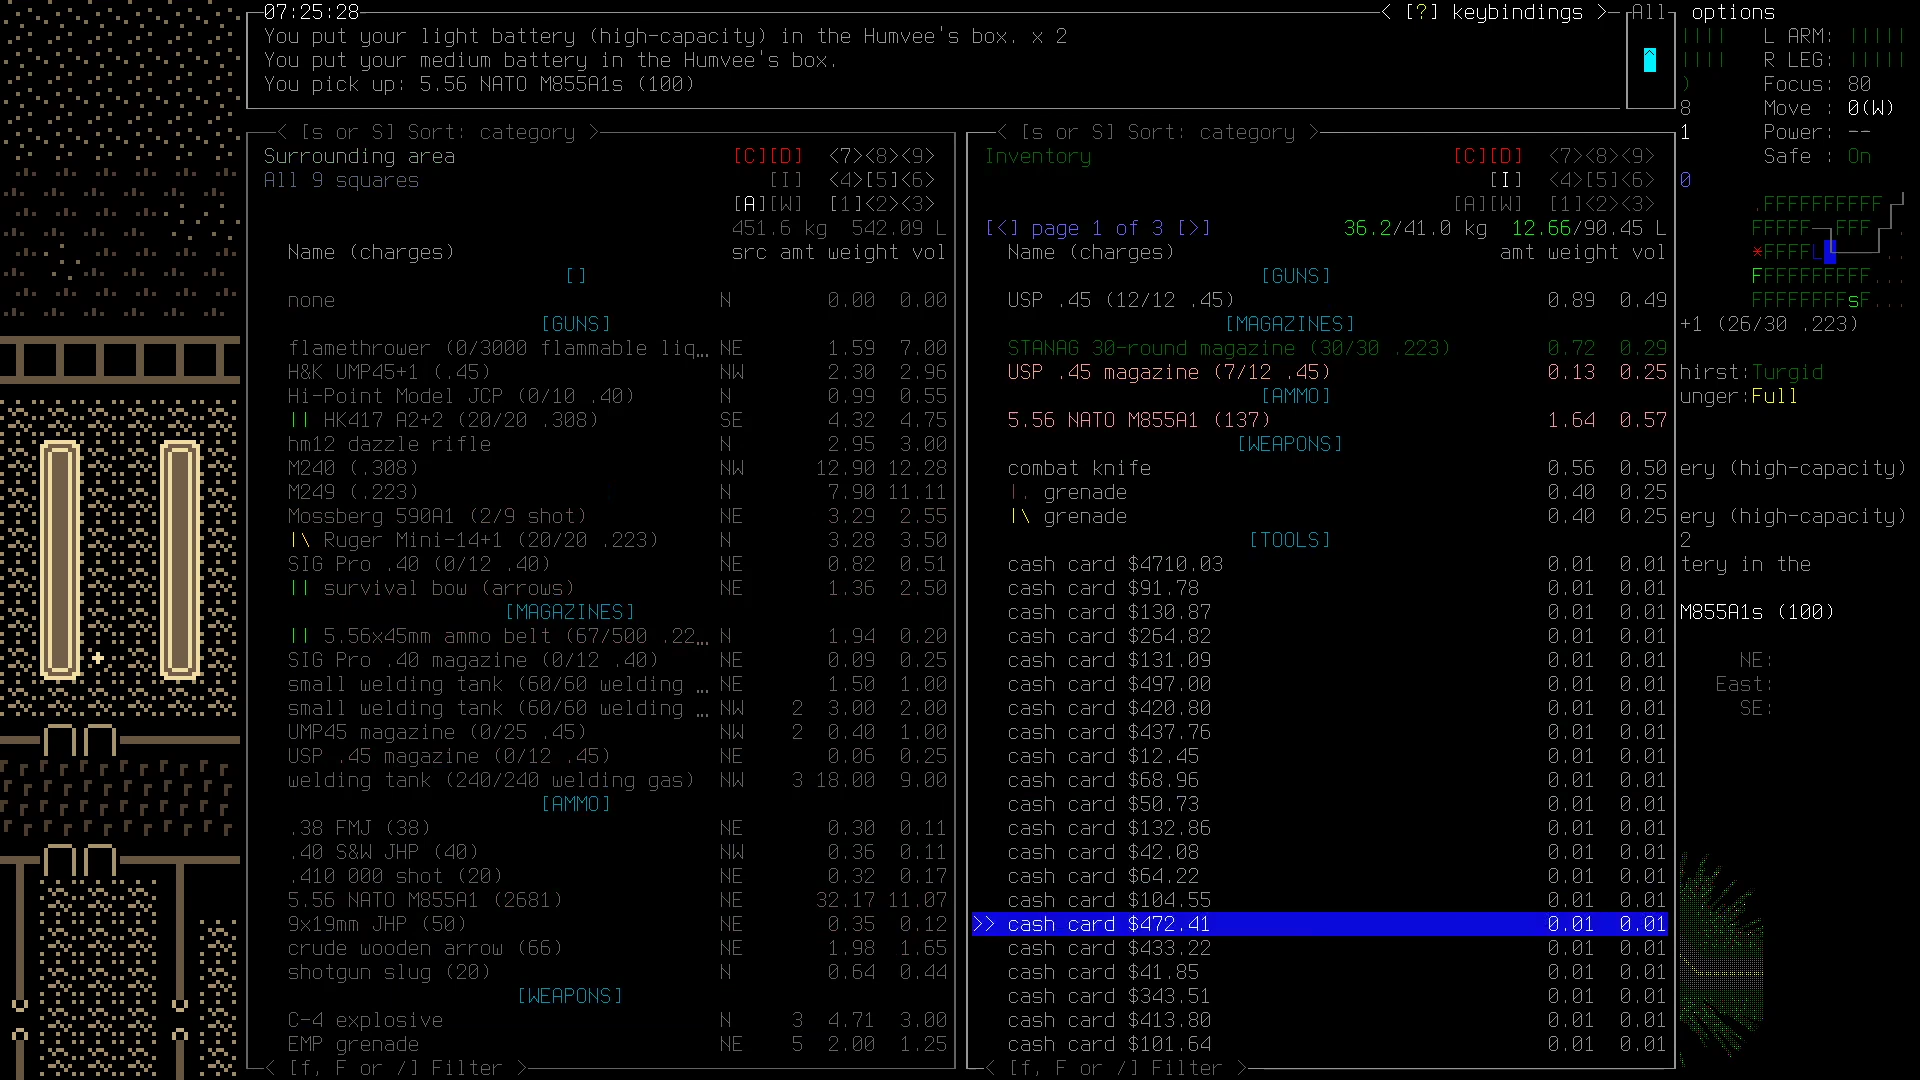 07:25:28 < [?] keybindings >
You put your light battery (high-capacity) in the Humvee's box. x 2
You put your medium battery in the Humvee's box.
You pick up: 5.56 NATO M855A1s (100)
< [s or S] Sort: category >
Surrounding area [C][D] <7><8><9>
All 9 squares [I] <4>[5]<6>
[A][W] [1]<2><3>
451.6 kg 542.09 L
Name (charges) src amt weight vol
[]
none N 0.00 0.00
[GUNS]
flamethrower (0/3000 flammable liq… NE 1.59 7.00
H&K UMP45+1 (.45) NW 2.30 2.96
Hi-Point Model JCP (0/10 .40) N 0.99 0.55
|| HK417 A2+2 (20/20 .308) SE 4.32 4.75
hm12 dazzle rifle N 2.95 3.00
M240 (.308) NW 12.90 12.28
M249 (.223) N 7.90 11.11
Mossberg 590A1 (2/9 shot) NE 3.29 2.55
|\ Ruger Mini-14+1 (20/20 .223) N 3.28 3.50
SIG Pro .40 (0/12 .40) NE 0.82 0.51
|| survival bow (arrows) NE 1.36 2.50
[MAGAZINES]
|| 5.56x45mm ammo belt (67/500 .22… N 1.94 0.20
SIG Pro .40 magazine (0/12 .40) NE 0.09 0.25
small welding tank (60/60 welding … NE 1.50 1.00
small welding tank (60/60 welding … NW 2 3.00 2.00
UMP45 magazine (0/25 .45) NW 2 0.40 1.00
USP .45 magazine (0/12 .45) NE 0.06 0.25
welding tank (240/240 welding gas) NW 3 18.00 9.00
[AMMO]
.38 FMJ (38) NE 0.30 0.11
.40 S&W JHP (40) NW 0.36 0.11
.410 000 shot (20) NE 0.32 0.17
5.56 NATO M855A1 (2681) NE 32.17 11.07
9x19mm JHP (50) NE 0.35 0.12
crude wooden arrow (66) NE 1.98 1.65
shotgun slug (20) N 0.64 0.44
[WEAPONS]
C-4 explosive N 3 4.71 3.00
EMP grenade NE 5 2.00 1.25
< [f, F or /] Filter >
< [s or S] Sort: category >
Inventory [C][D] <7><8><9>
[I] <4>[5]<6>
[A][W] [1]<2><3>
[<] page 1 of 3 [>] 36.2/41.0 kg 12.66/90.45 L
Name (charges) amt weight vol
[GUNS]
USP .45 (12/12 .45) 0.89 0.49
[MAGAZINES]
STANAG 30-round magazine (30/30 .223) 0.72 0.29
USP .45 magazine (7/12 .45) 0.13 0.25
[AMMO]
5.56 NATO M855A1 (137) 1.64 0.57
[WEAPONS]
combat knife 0.56 0.50
|. grenade 0.40 0.25
|\ grenade 0.40 0.25
[TOOLS]
cash card $4710.03 0.01 0.01
cash card $91.78 0.01 0.01
cash card $130.87 0.01 0.01
cash card $264.82 0.01 0.01
cash card $131.09 0.01 0.01
cash card $497.00 0.01 0.01
cash card $420.80 0.01 0.01
cash card $437.76 0.01 0.01
cash card $12.45 0.01 0.01
cash card $68.96 0.01 0.01
cash card $50.73 0.01 0.01
cash card $132.86 0.01 0.01
cash card $42.08 0.01 0.01
cash card $64.22 0.01 0.01
cash card $104.55 0.01 0.01
>> cash card $472.41 0.01 0.01
cash card $433.22 0.01 0.01
cash card $41.85 0.01 0.01
cash card $343.51 0.01 0.01
cash card $413.80 0.01 0.01
cash card $101.64 0.01 0.01
< [f, F or /] Filter >
All options
^
|||| L ARM: |||||
|||| R LEG: |||||
) Focus: 80
8 Move : 0(W)
1 Power: --
Safe : On
0
.FFFFFFFFFF
FFFFF FFF
*FFFFL ..
FFFFFFFFFF...
FFFFFFFFsF...
+1 (26/30 .223)
hirst:Turgid
unger:Full
ery (high-capacity)
ery (high-capacity)
2
tery in the
M855A1s (100)
NE:
East:
SE: